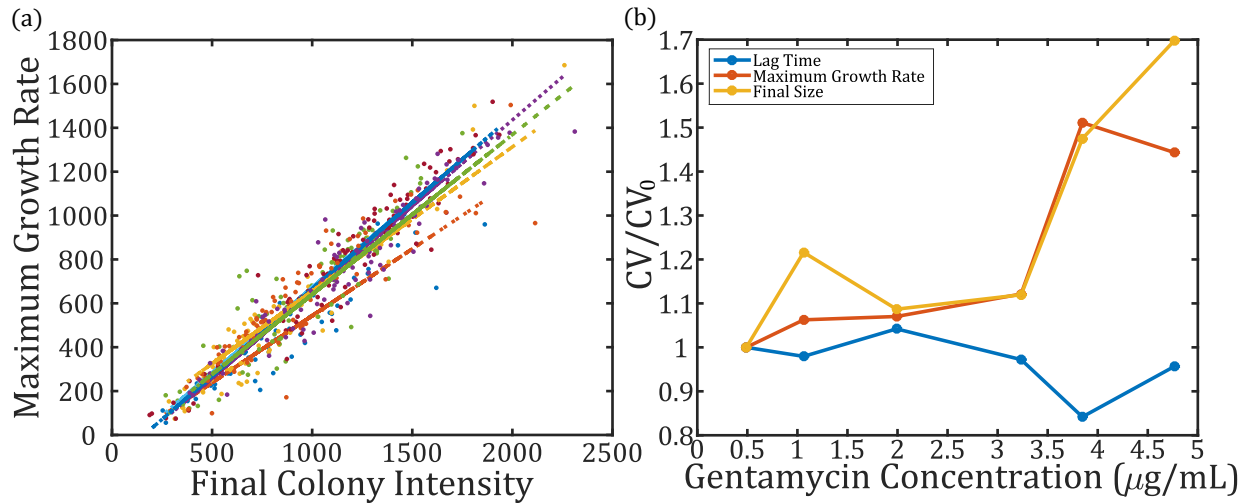 (a)
Maximum Growth Rate
1800
1600
1400
1200
1000
800
600
400
200
0
0 500 1000 1500 2000 2500
Final Colony Intensity
(b)
CV/CV₀
1.7
1.6
1.5
1.4
1.3
1.2
1.1
1
0.9
0.8
Lag Time
Maximum Growth Rate
Final Size
0 0.5 1 1.5 2 2.5 3 3.5 4 4.5 5
Gentamycin Concentration (μg/mL)